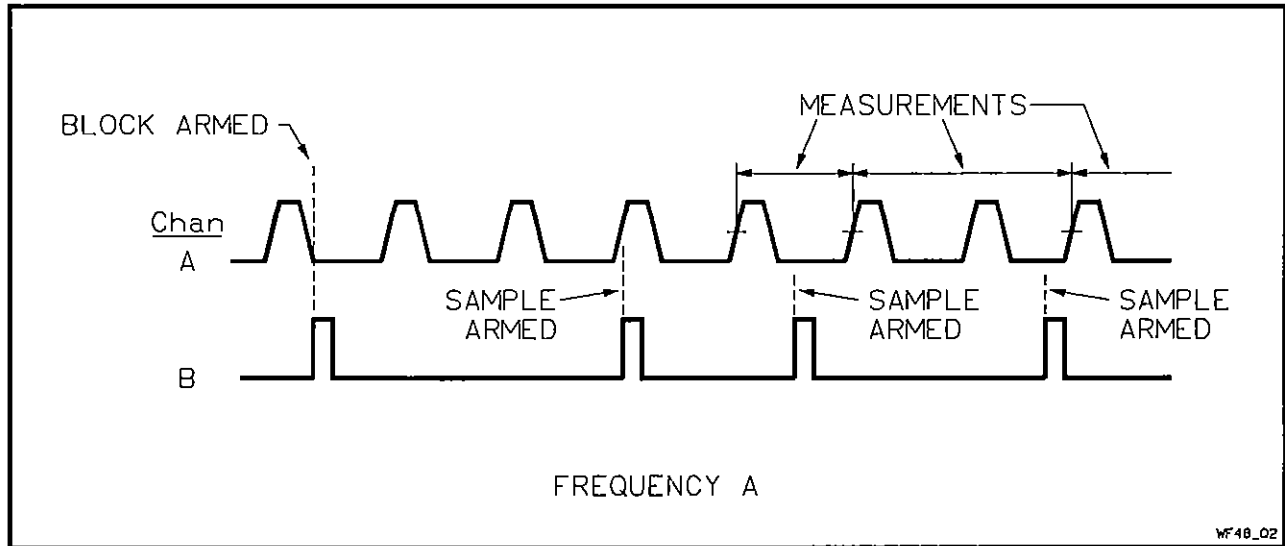 MEASUREMENTS
BLOCK ARMED
Chan
A
SAMPLE
ARMED
SAMPLE
ARMED
SAMPLE
ARMED
B
FREQUENCY A
WF48_02